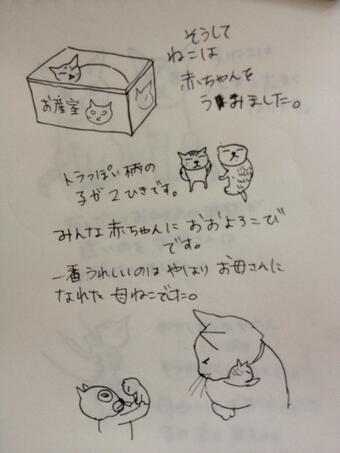 そうして
ねこは
赤ちゃんを
うみました。
お産室
トラっぽい柄の
子が2ひきです。
みんな赤ちゃんに おおよろこび
です。
一番うれしいのは やはり お母さんに
なれた 母ねこでした。